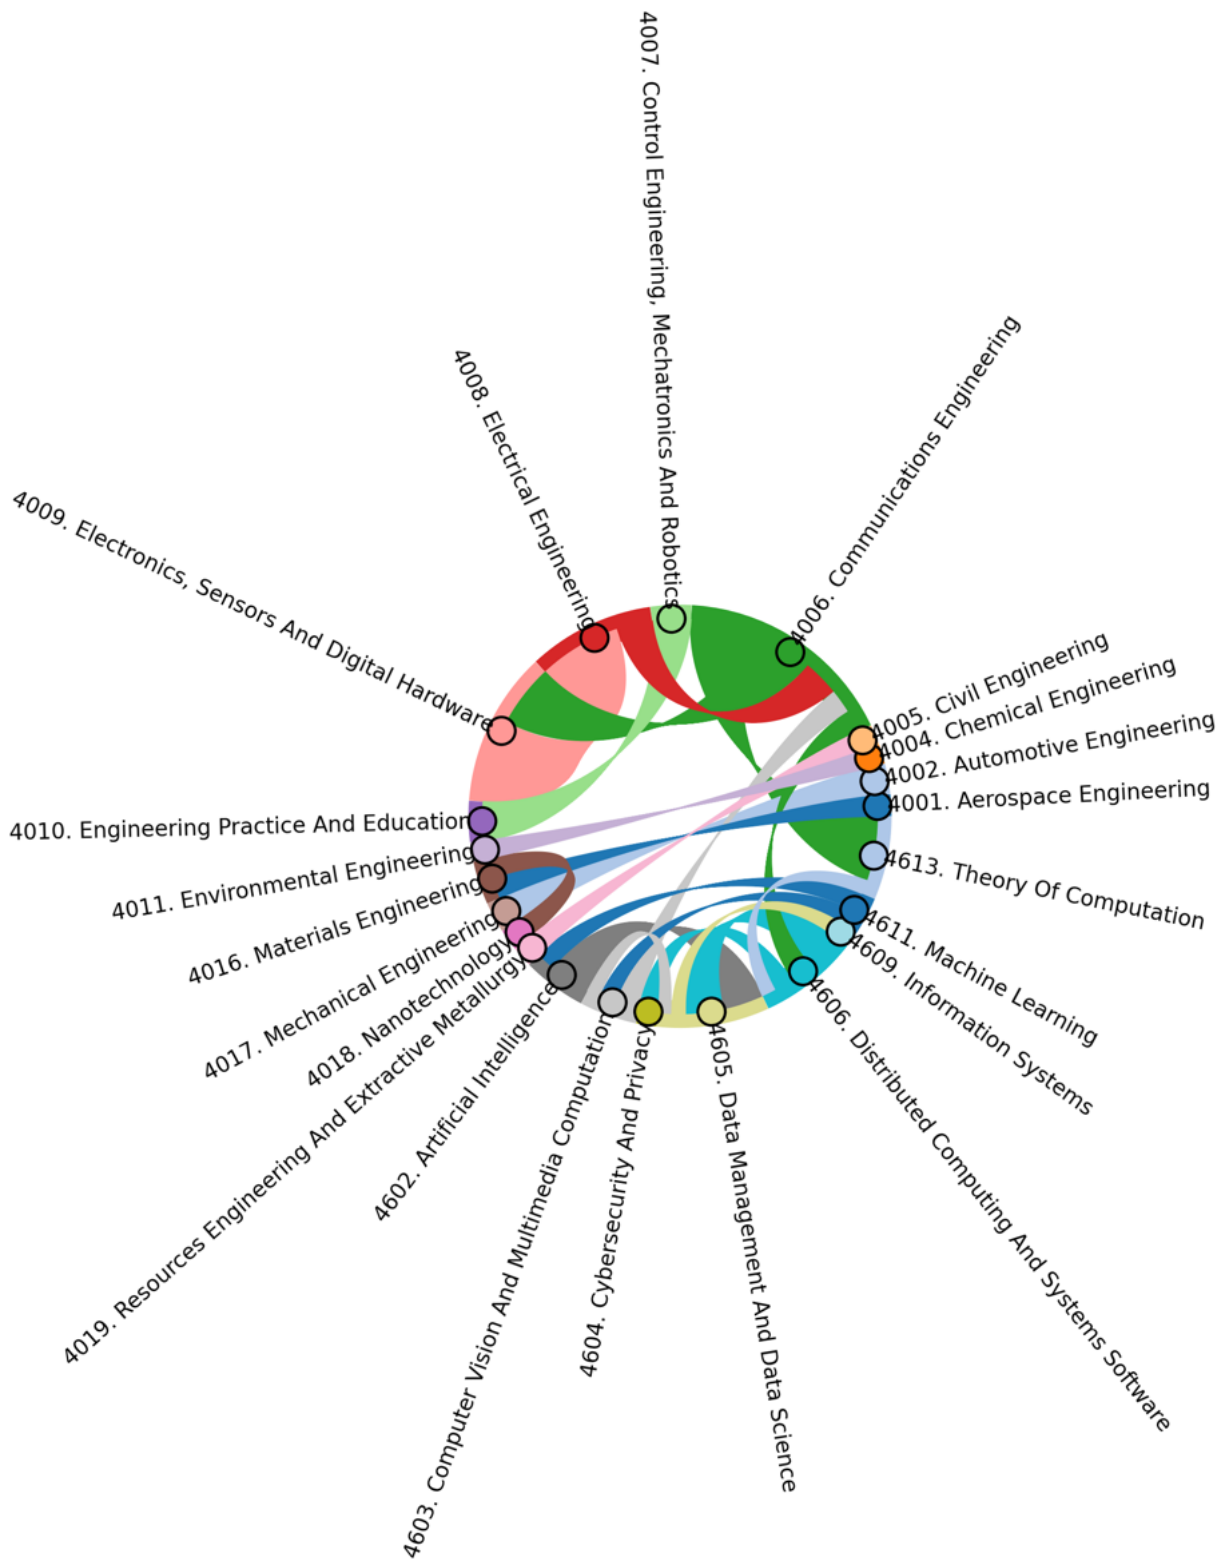 4007. Control Engineering, Mechatronics And Robotics
4006. Communications Engineering
4008. Electrical Engineering
4009. Electronics, Sensors And Digital Hardware
4005. Civil Engineering
4004. Chemical Engineering
4002. Automotive Engineering
4001. Aerospace Engineering
4010. Engineering Practice And Education
4011. Environmental Engineering
4613. Theory Of Computation
4016. Materials Engineering
4611. Machine Learning
4017. Mechanical Engineering
4609. Information Systems
4018. Nanotechnology
4019. Resources Engineering And Extractive Metallurgy
4602. Artificial Intelligence
4606. Distributed Computing And Systems Software
4603. Computer Vision And Multimedia Computation
4604. Cybersecurity And Privacy
4605. Data Management And Data Science